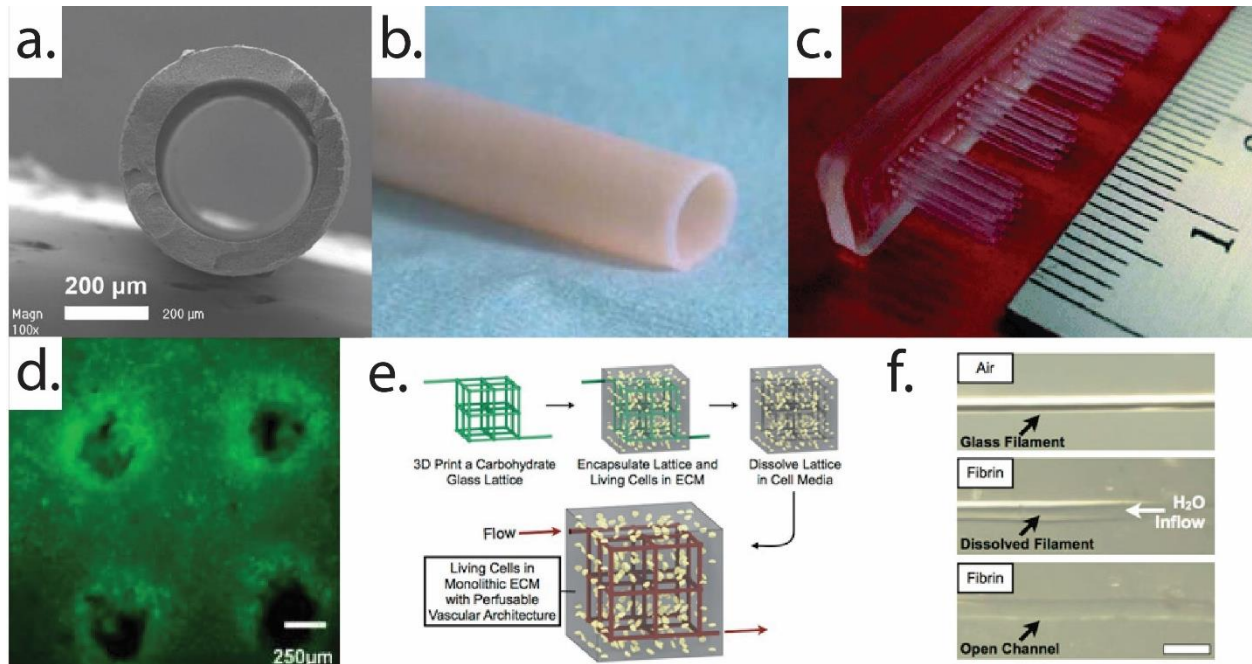 a.
200 µm
Magn
100x
200 µm
b.
c.
1
d.
250µm
e.
3D Print a Carbohydrate
Glass Lattice
Encapsulate Lattice and
Living Cells in ECM
Dissolve Lattice
in Cell Media
Flow
Living Cells in
Monolithic ECM
with Perfusable
Vascular Architecture
f.
Air
Glass Filament
Fibrin
H₂O
Inflow
Dissolved Filament
Fibrin
Open Channel